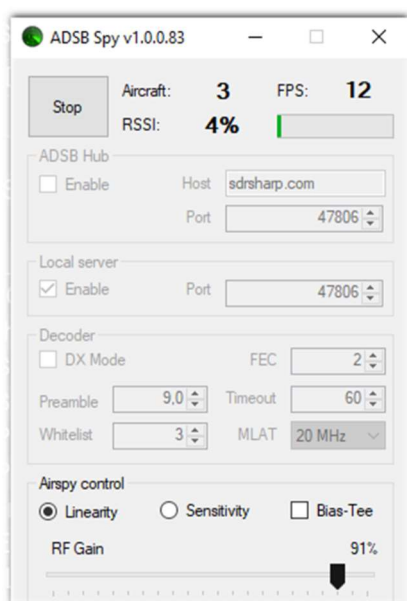 ADSB Spy v1.0.0.83
Stop Aircraft: 3 FPS: 12
RSSI: 4%
ADSB Hub
Enable Host sdrsharp.com
Port 47806
Local server
Enable Port 47806
Decoder
DX Mode FEC 2
Preamble 9,0 Timeout 60
Whitelist 3 MLAT 20 MHz
Airspy control
Linearity Sensitivity Bias-Tee
RF Gain 91%